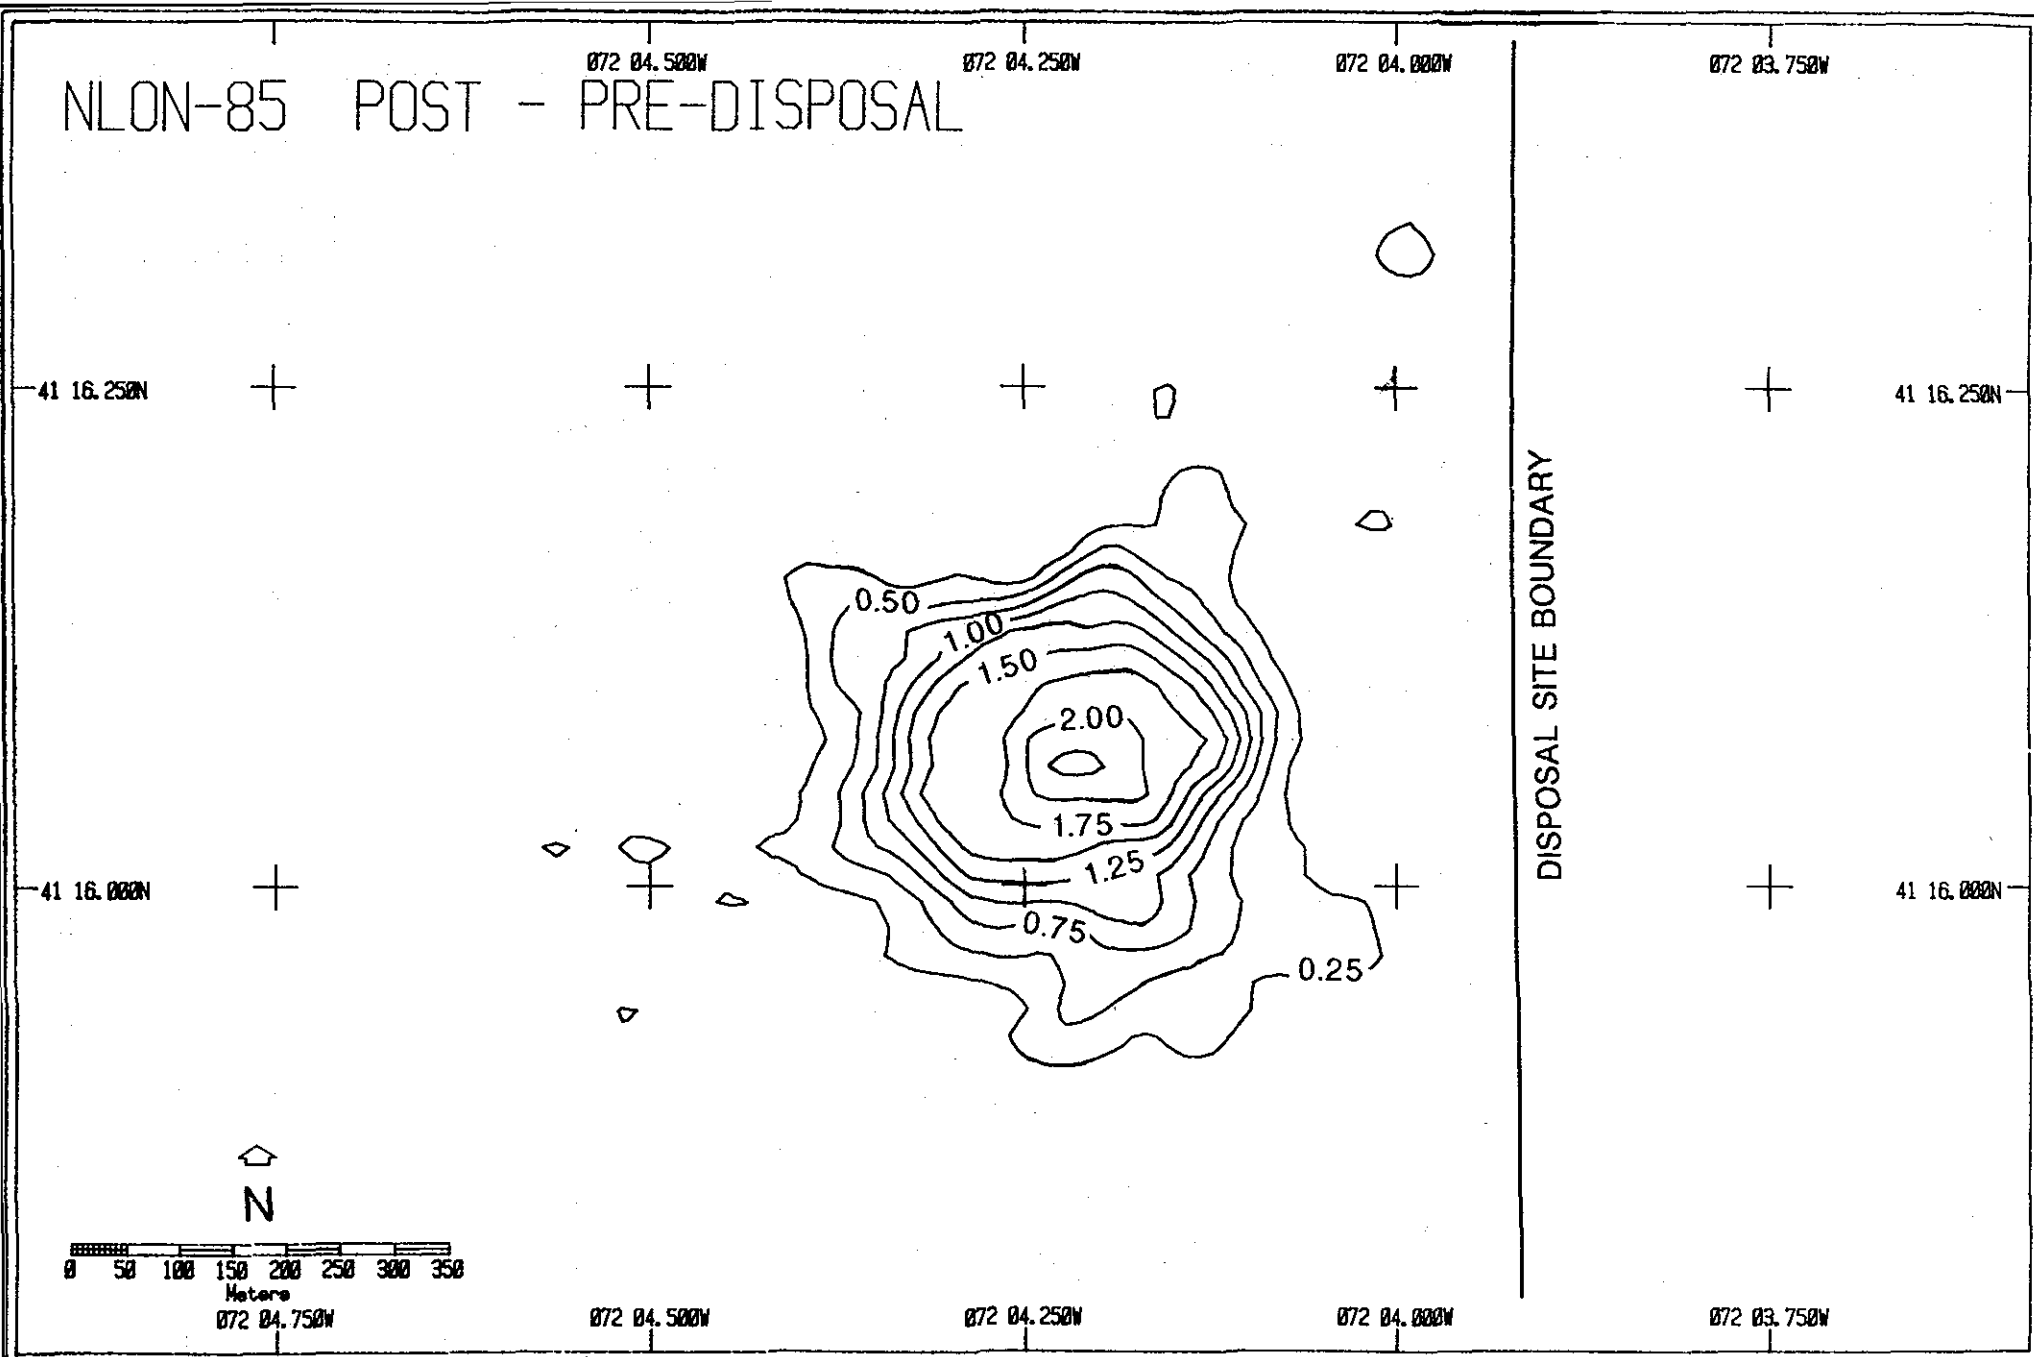 072 04.500W 072 04.250W 072 04.000W 072 03.750W
NLON-85 POST - PRE-DISPOSAL
41 16.250N 41 16.250N
DISPOSAL SITE BOUNDARY
0.50
1.00
1.50
2.00
1.75
1.25
41 16.000N 41 16.000N
0.75
0.25
N
0 50 100 150 200 250 300 350
Meters
072 04.750W 072 04.500W 072 04.250W 072 04.000W 072 03.750W